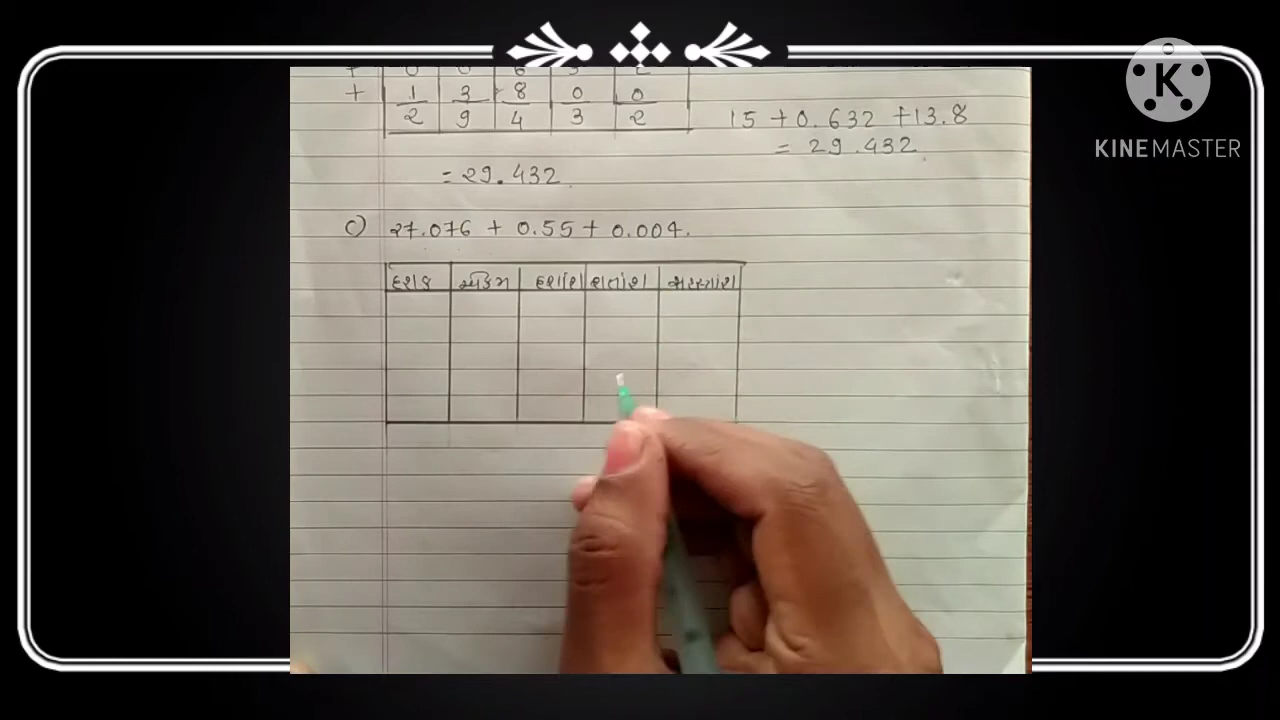 + 1 3 8 0 0
2 9 4 3 2
15 + 0.632 + 13.8
= 29.432
= 29.432
c) 27.076 + 0.55 + 0.004.
દશક એકમ દશાંશ શતાંશ સહસ્ત્રાંશ
K
KINEMASTER